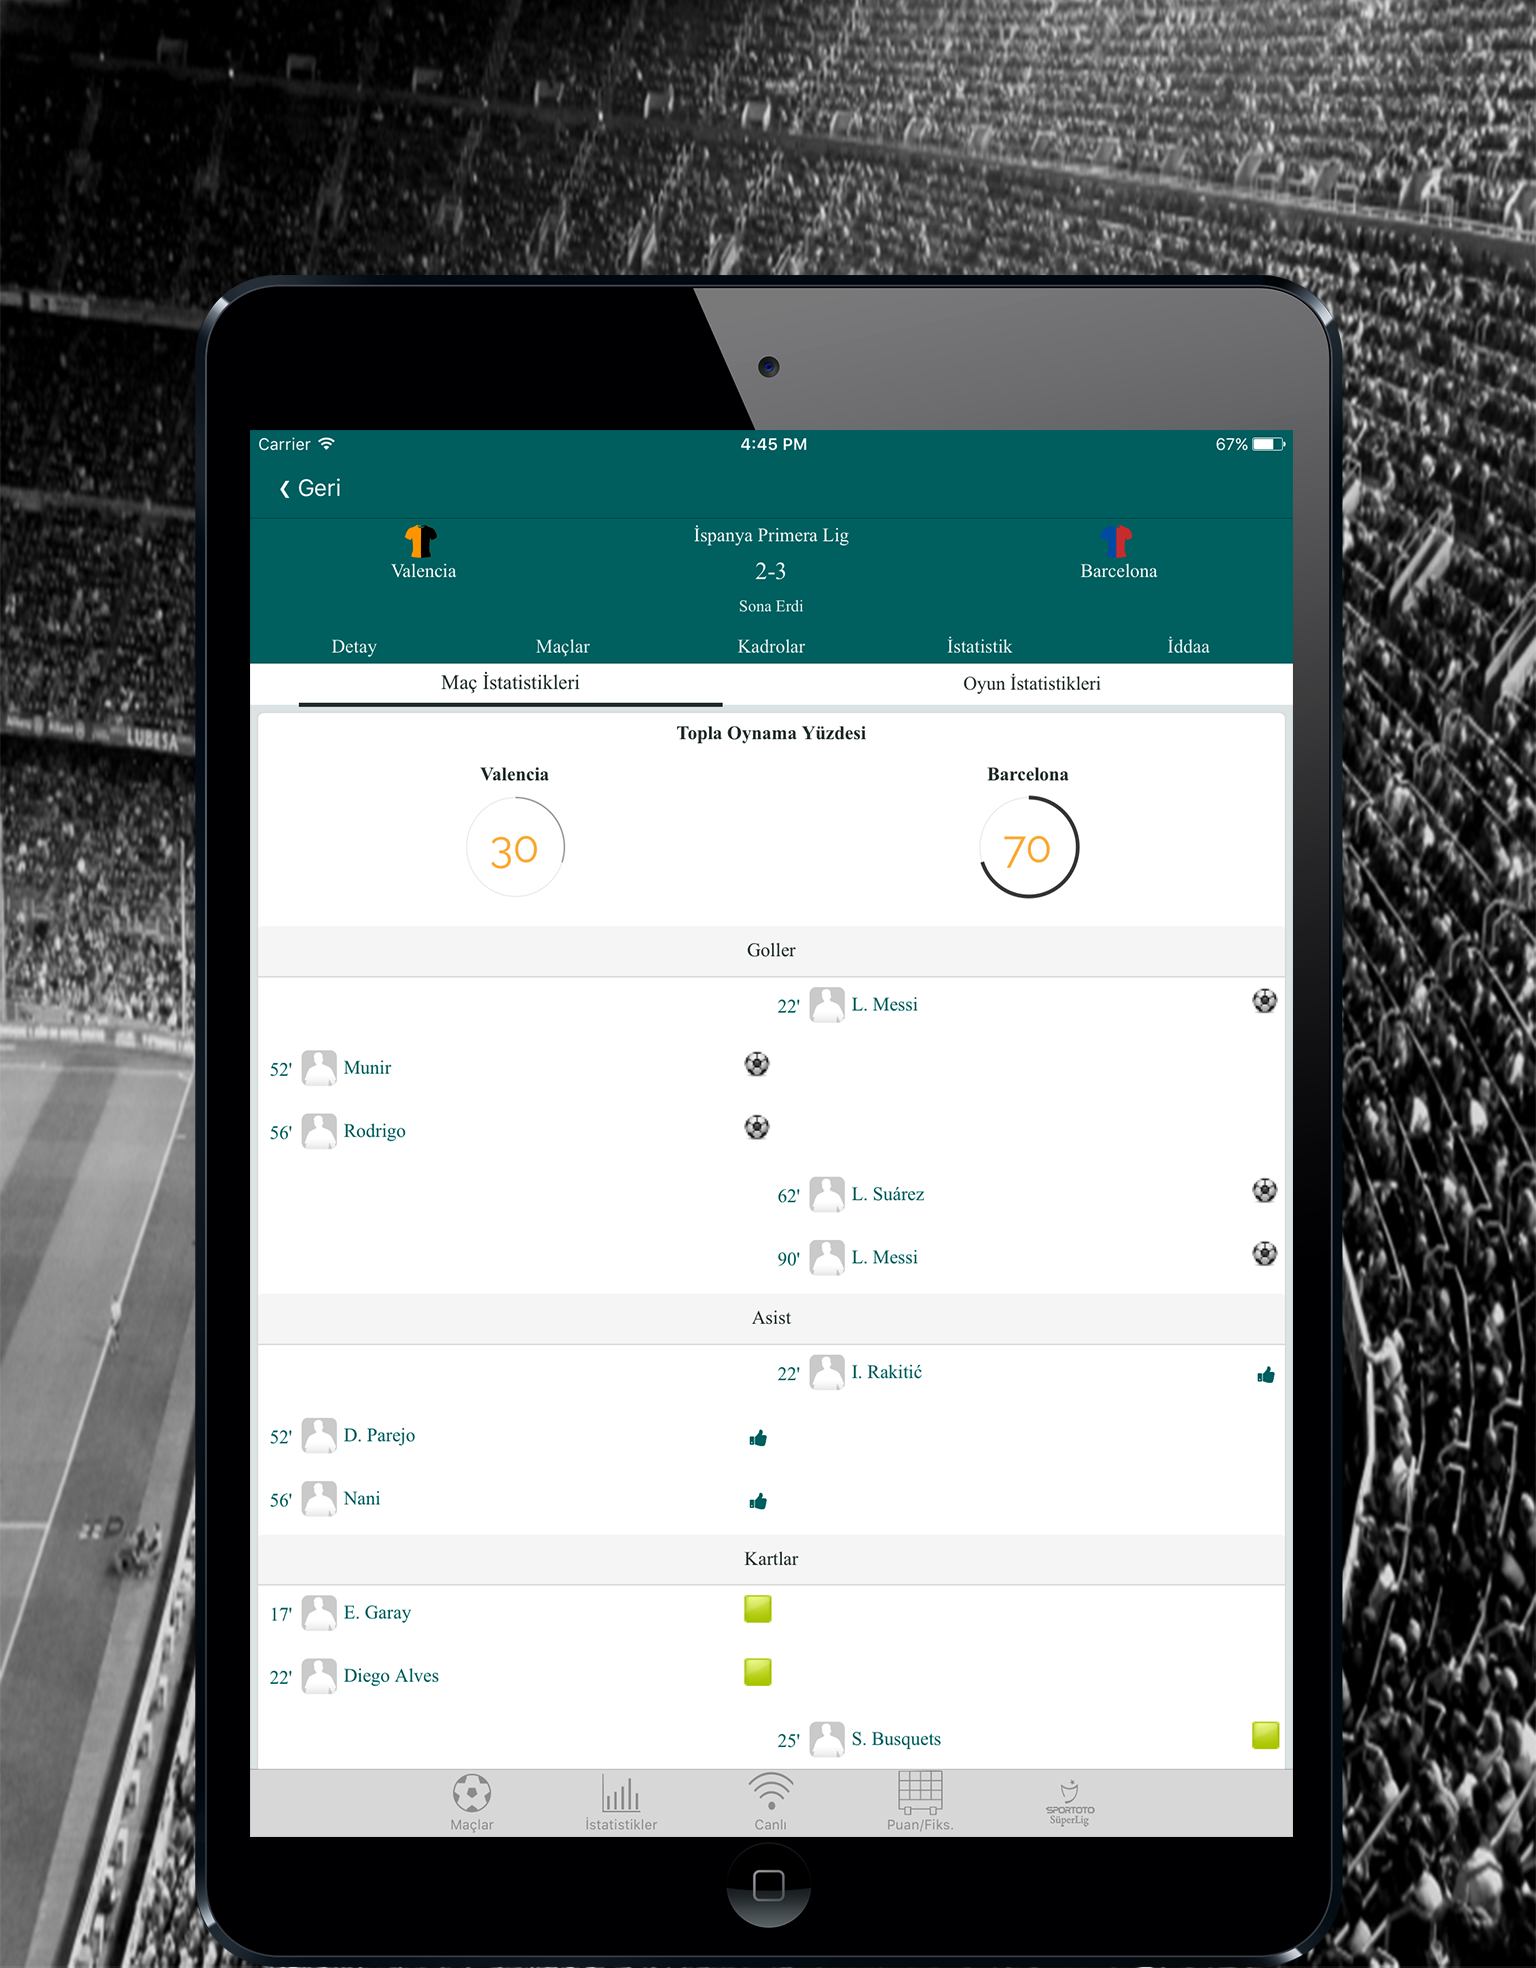 LUBESA
Carrier 4:45 PM 67%
Geri
İspanya Primera Lig
Valencia 2-3 Barcelona
Sona Erdi
Detay Maçlar Kadrolar İstatistik İddaa
Maç İstatistikleri Oyun İstatistikleri
Topla Oynama Yüzdesi
Valencia Barcelona
30 70
Goller
22' L. Messi
52' Munir
56' Rodrigo
62' L. Suárez
90' L. Messi
Asist
22' I. Rakitić
52' D. Parejo
56' Nani
Kartlar
17' E. Garay
22' Diego Alves
25' S. Busquets
Maçlar İstatistikler Canlı Puan/Fiks. SPORTOTO
SüperLig